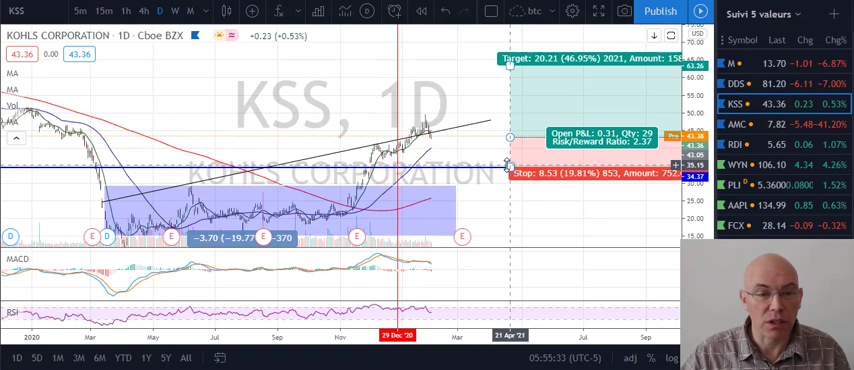 KSS 5m 15m 1h 4h D W M btc Publish
Suivi 5 valeurs
KOHLS CORPORATION · 1D · Cboe BZX +0.23 (+0.53%)
USD
43.36 0.00 43.36
MA
MA
Vol
MA
KSS, 1D
KOHLS CORPORATION
Target: 20.21 (46.95%) 2021, Amount: 158
Open P&L: 0.31, Qty: 29
Risk/Reward Ratio: 2.37
Stop: 8.53 (19.81%) 853, Amount: 752.
−3.70 (−19.77 −370
63.26
55.00
50.00
43.38
43.36
43.05
35.15
34.37
25.00
20.00
15.00
D E D E E E E
MACD
RSI
2020 Mar May Jul Sep Nov 29 Dec '20 Mar 21 Apr '21 Jul Sep
1D 5D 1M 3M 6M YTD 1Y 5Y All 05:55:33 (UTC-5) adj % log
Symbol Last Chg Chg%
M 13.70 −1.01 −6.87%
DDS 81.20 −6.11 −7.00%
KSS 43.36 0.23 0.53%
AMC 7.82 −5.48 −41.20%
RDI 5.65 0.06 1.07%
WYN 106.10 4.34 4.26%
PLI D 5.3600 0.0800 1.52%
AAPL 134.99 0.85 0.63%
FCX 28.14 −0.09 −0.32%